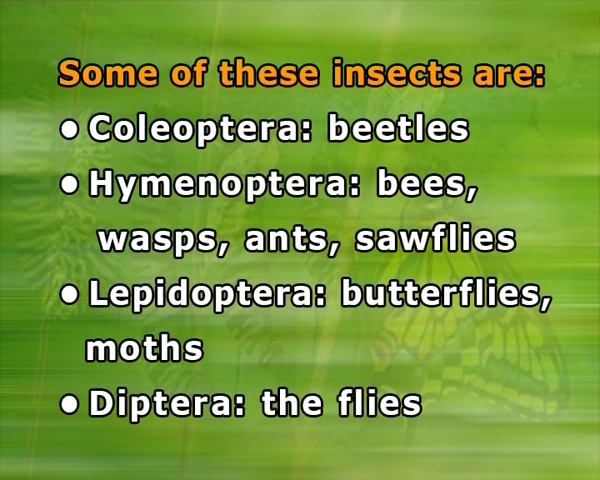 Some of these insects are:
• Coleoptera: beetles
• Hymenoptera: bees,
wasps, ants, sawflies
• Lepidoptera: butterflies,
moths
• Diptera: the flies